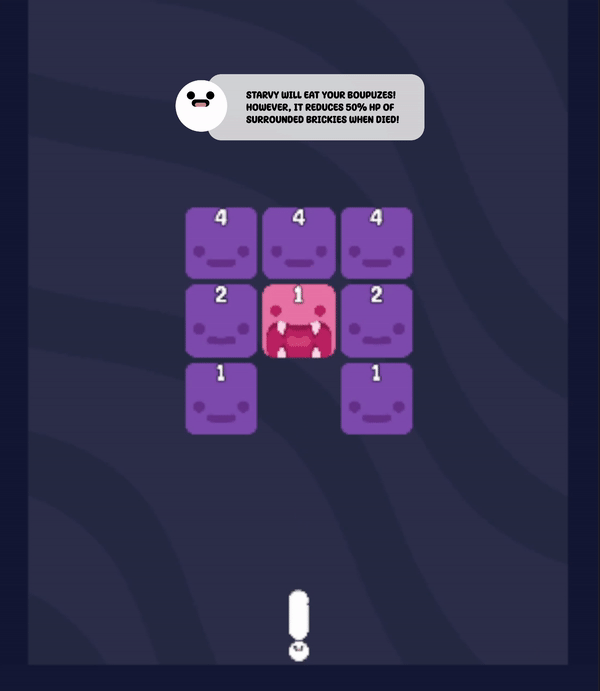 STARVY WILL EAT YOUR BOUPUZES!
HOWEVER, IT REDUCES 50% HP OF
SURROUNDED BRICKIES WHEN DIED!
4 4 4
2 1 2
1 1